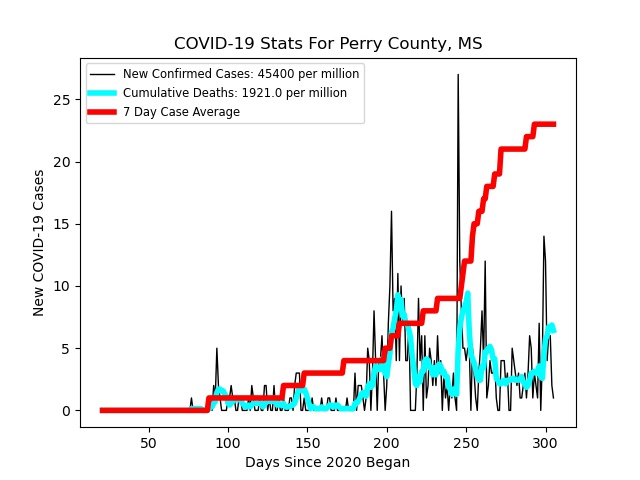 COVID-19 Stats For Perry County, MS
New Confirmed Cases: 45400 per million
Cumulative Deaths: 1921.0 per million
7 Day Case Average
New COVID-19 Cases
25
20
15
10
5
0
50 100 150 200 250 300
Days Since 2020 Began